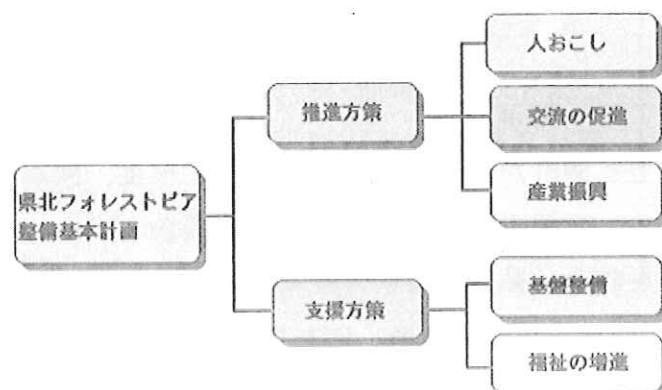 県北フォレストピア
整備基本計画
推進方策
人おこし
交流の促進
産業振興
支援方策
基盤整備
福祉の増進